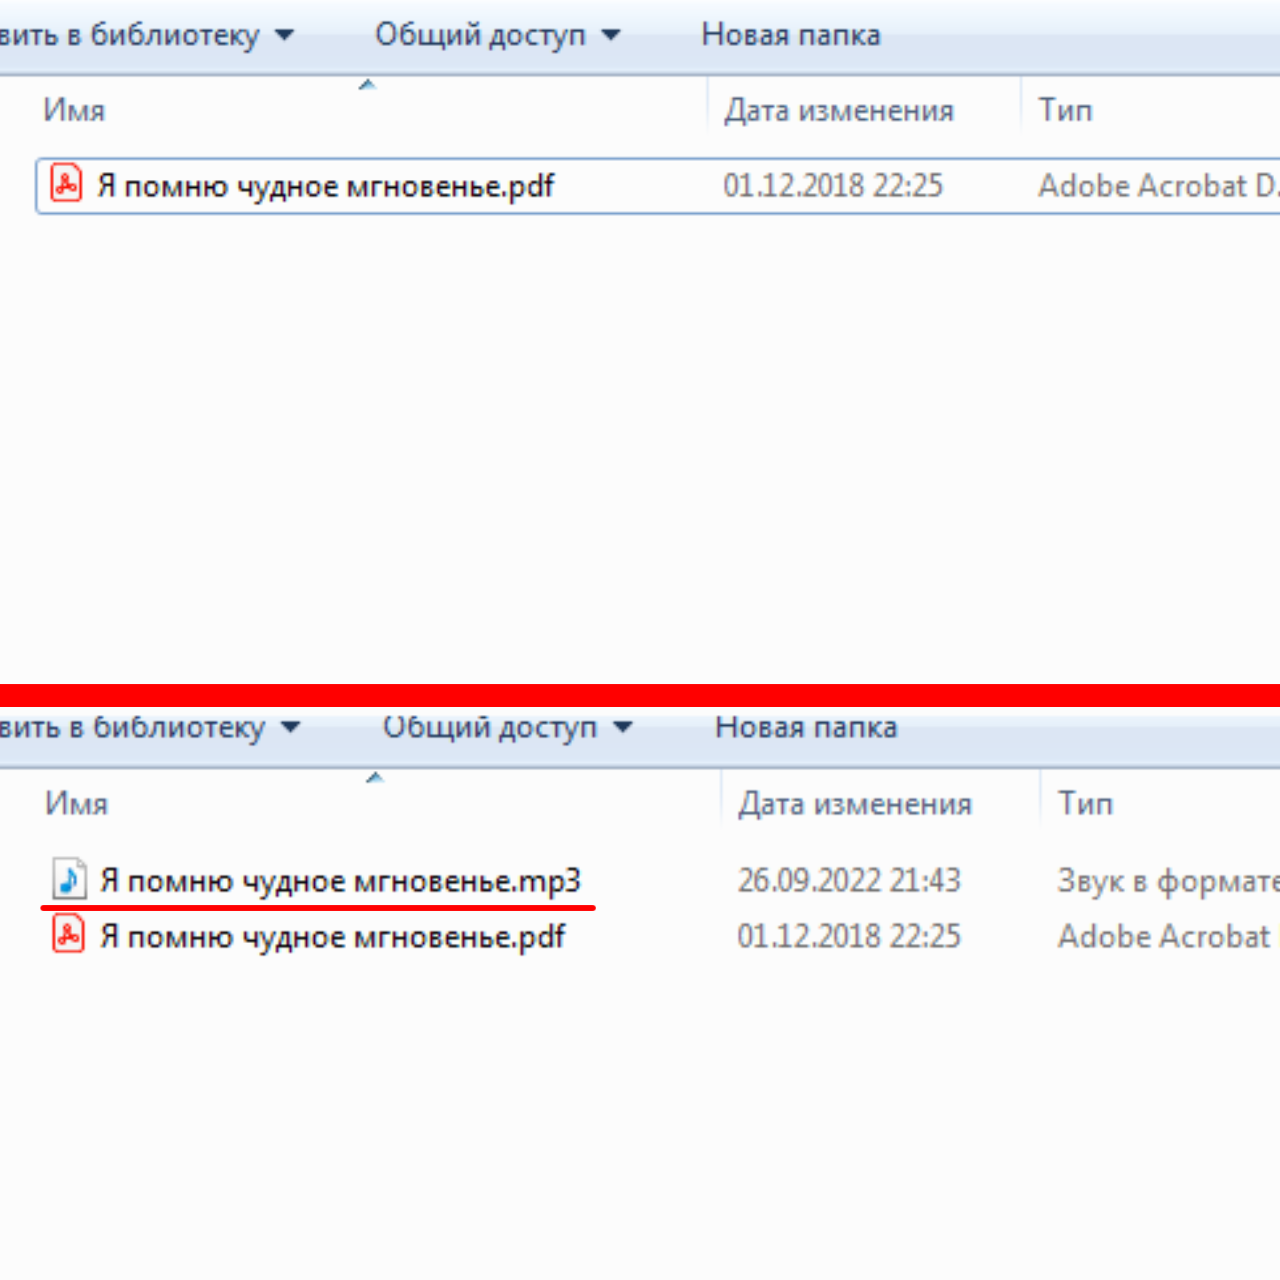 вить в библиотеку Общий доступ Новая папка
Имя Дата изменения Тип
Я помню чудное мгновенье.pdf 01.12.2018 22:25 Adobe Acrobat D.
вить в библиотеку Общий доступ Новая папка
Имя Дата изменения Тип
Я помню чудное мгновенье.mp3 26.09.2022 21:43 Звук в формате
Я помню чудное мгновенье.pdf 01.12.2018 22:25 Adobe Acrobat